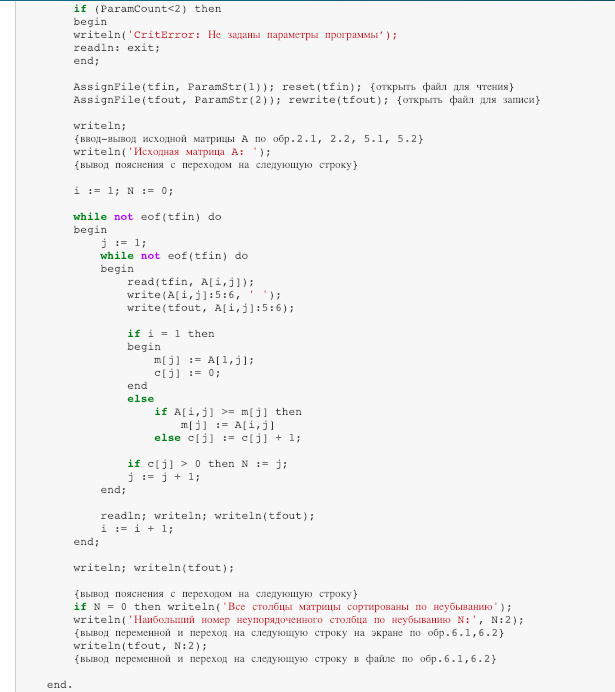 if (ParamCount<2) then
begin
writeln('CritError: Не заданы параметры программы');
readln: exit;
end;
AssignFile(tfin, ParamStr(1)); reset(tfin); {открыть файл для чтения}
AssignFile(tfout, ParamStr(2)); rewrite(tfout); {открыть файл для записи}
writeln;
{ввод-вывод исходной матрицы A по обр.2.1, 2.2, 5.1, 5.2}
writeln('Исходная матрица A: ');
{вывод пояснения с переходом на следующую строку}
i := 1; N := 0;
while not eof(tfin) do
begin
j := 1;
while not eof(tfin) do
begin
read(tfin, A[i,j]);
write(A[i,j]:5:6, ' ');
write(tfout, A[i,j]:5:6);
if i = 1 then
begin
m[j] := A[1,j];
c[j] := 0;
end
else
if A[i,j] >= m[j] then
m[j] := A[i,j]
else c[j] := c[j] + 1;
if c[j] > 0 then N := j;
j := j + 1;
end;
readln; writeln; writeln(tfout);
i := i + 1;
end;
writeln; writeln(tfout);
{вывод пояснения с переходом на следующую строку}
if N = 0 then writeln('Все столбцы матрицы сортированы по неубыванию');
writeln('Наибольший номер неупорядоченного столбца по неубыванию N:', N:2);
{вывод переменной и переход на следующую строку на экране по обр.6.1,6.2}
writeln(tfout, N:2);
{вывод переменной и переход на следующую строку в файле по обр.6.1,6.2}
end.